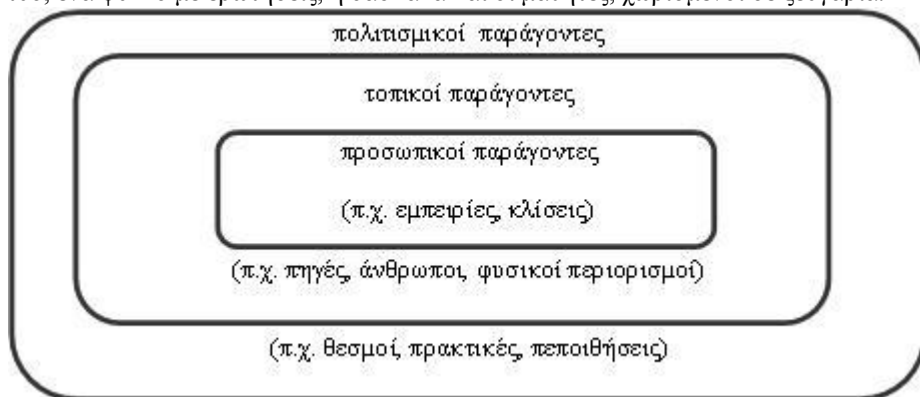 πολιτισμικοί παράγοντες
τοπικοί παράγοντες
προσωπικοί παράγοντες
(π.χ. εμπειρίες, κλίσεις)
(π.χ. πηγές, άνθρωποι, φυσικοί περιορισμοί)
(π.χ. θεσμοί, πρακτικές, πεποιθήσεις)